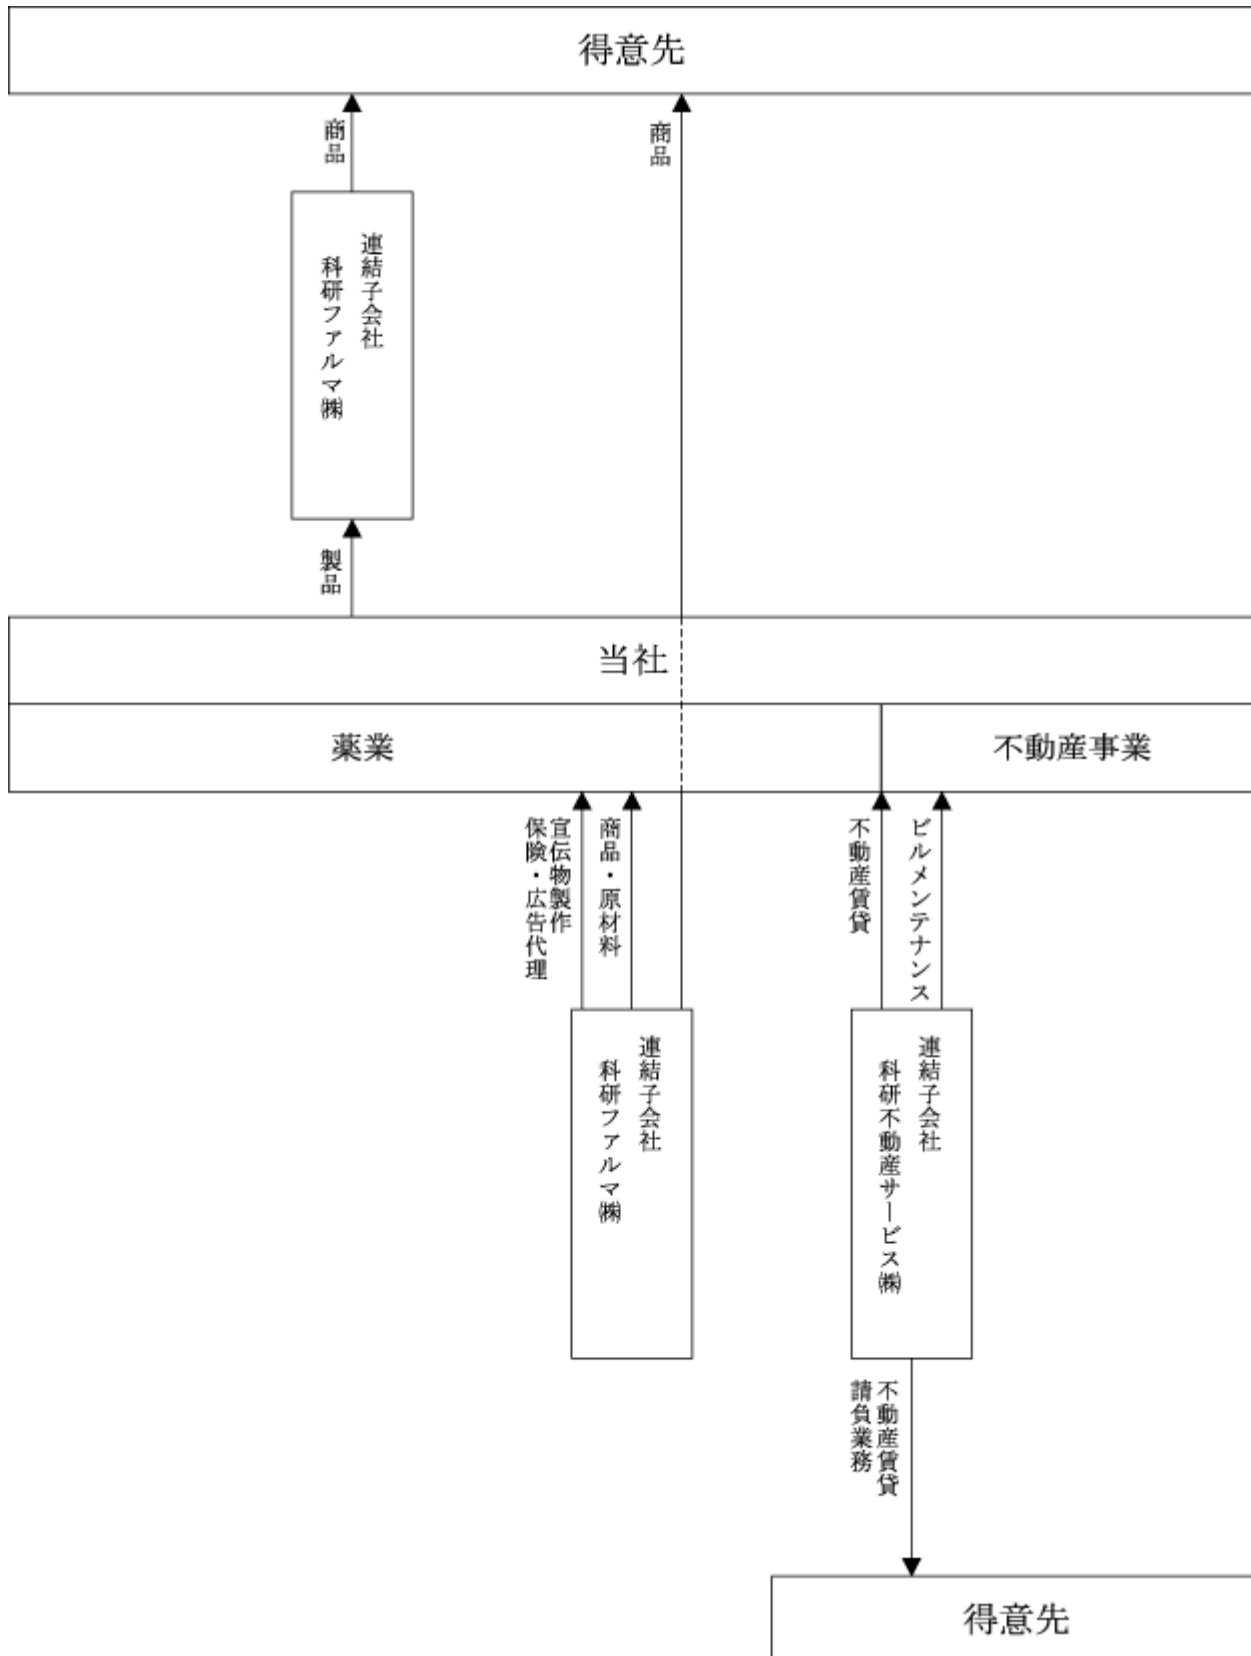 得意先
商品
商品
連結子会社
科研ファルマ㈱
製品
当社
薬業
不動産事業
宣伝物製作
保険・広告代理
商品・原材料
不動産賃貸
ビルメンテナンス
連結子会社
科研ファルマ㈱
連結子会社
科研不動産サービス㈱
不動産賃貸
請負業務
得意先